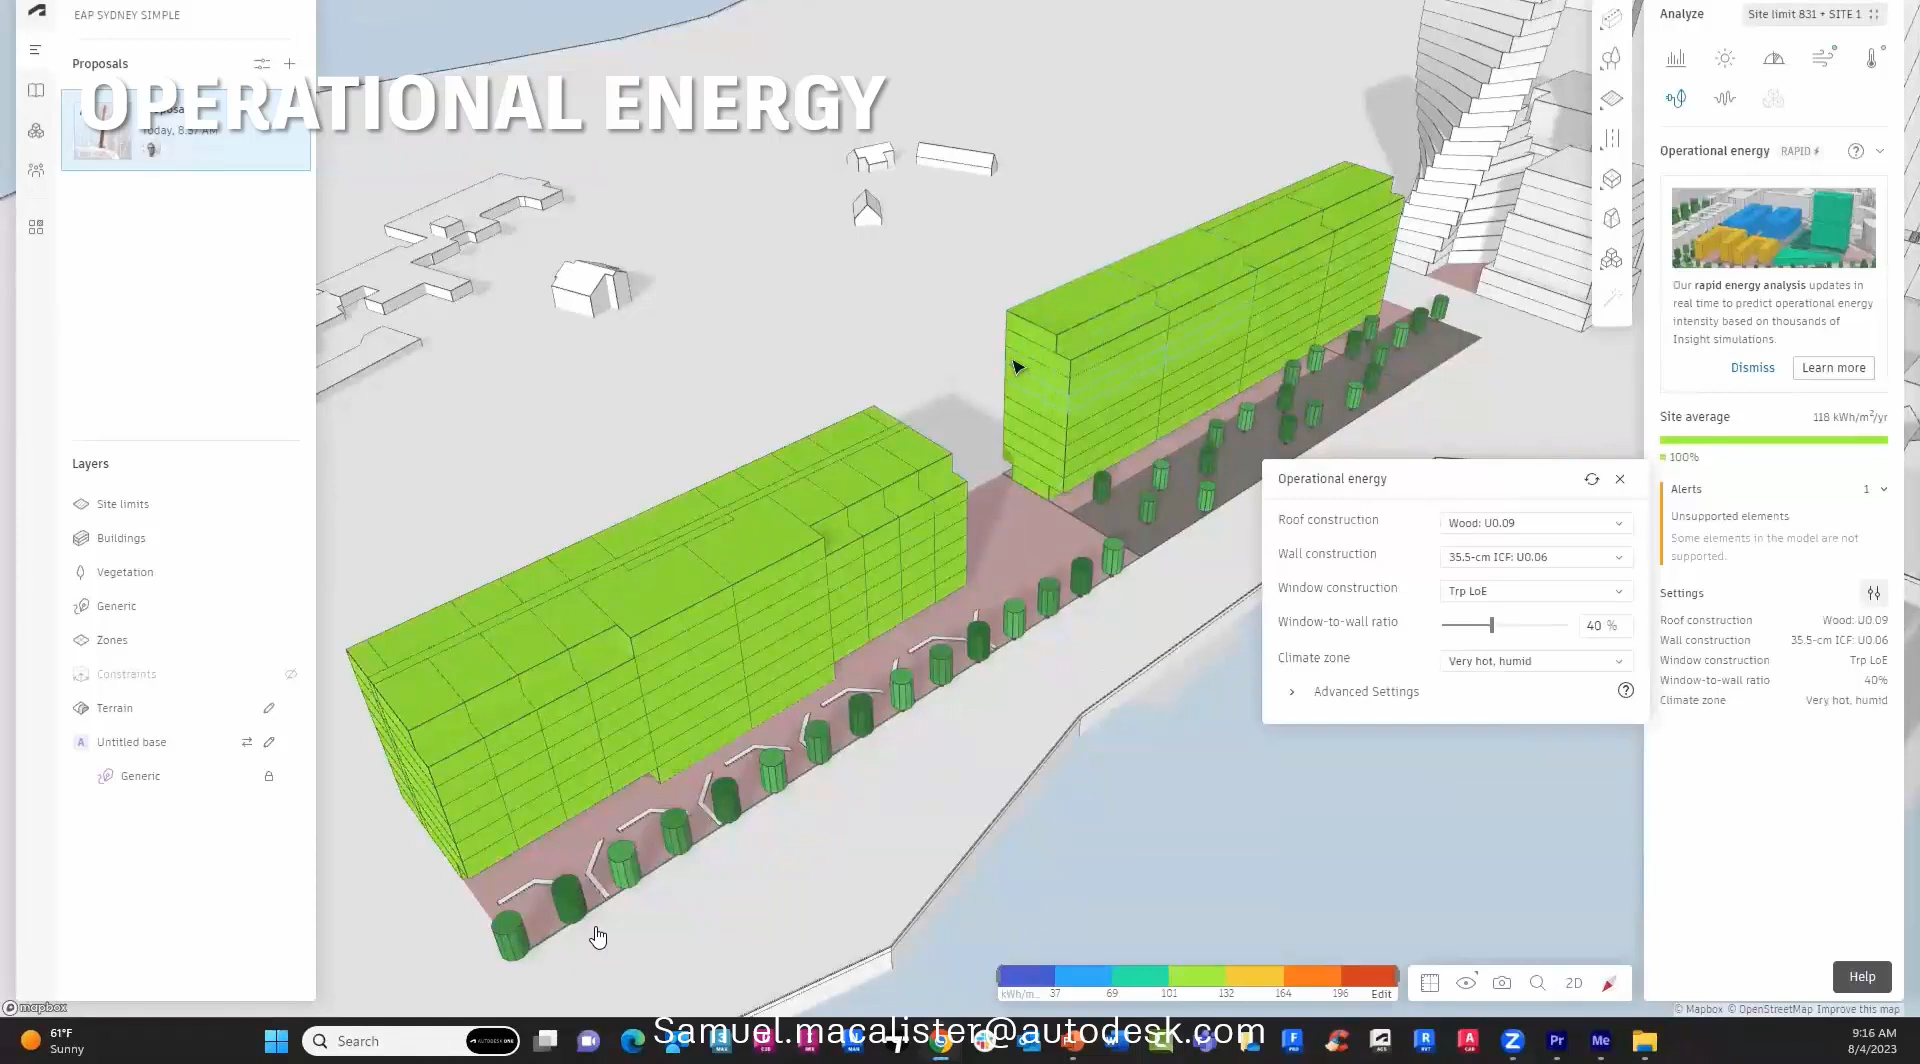 EAP SYDNEY SIMPLE
Proposals
OPERATIONAL ENERGY
Today, 8:37 AM
Layers
Site limits
Buildings
Vegetation
Generic
Zones
Constraints
Terrain
A Untitled base
Generic
© mapbox
Analyze
Site limit 831 + SITE 1
Operational energy RAPID
Our rapid energy analysis updates in
real time to predict operational energy
intensity based on thousands of
Insight simulations.
Dismiss Learn more
Site average 118 kWh/m²/yr
100%
Alerts 1
Unsupported elements
Some elements in the model are not
supported.
Settings
Roof construction Wood: U0.09
Wall construction 35.5-cm ICF: U0.06
Window construction Trp LoE
Window-to-wall ratio 40%
Climate zone Very hot, humid
Operational energy
Roof construction Wood: U0.09
Wall construction 35.5-cm ICF: U0.06
Window construction Trp LoE
Window-to-wall ratio 40 %
Climate zone Very hot, humid
Advanced Settings
kWh/m... 37 69 101 132 164 196 Edit
2D
Help
© Mapbox © OpenStreetMap Improve this map
61°F
Sunny
Search
AUTODESK ONE
Samuel.macalister@autodesk.com
9:16 AM
8/4/2023